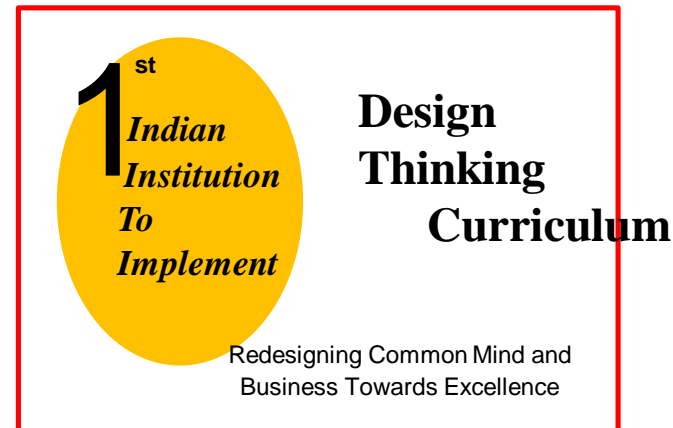 1st
Indian
Institution
To
Implement
Design
Thinking
Curriculum
Redesigning Common Mind and
Business Towards Excellence